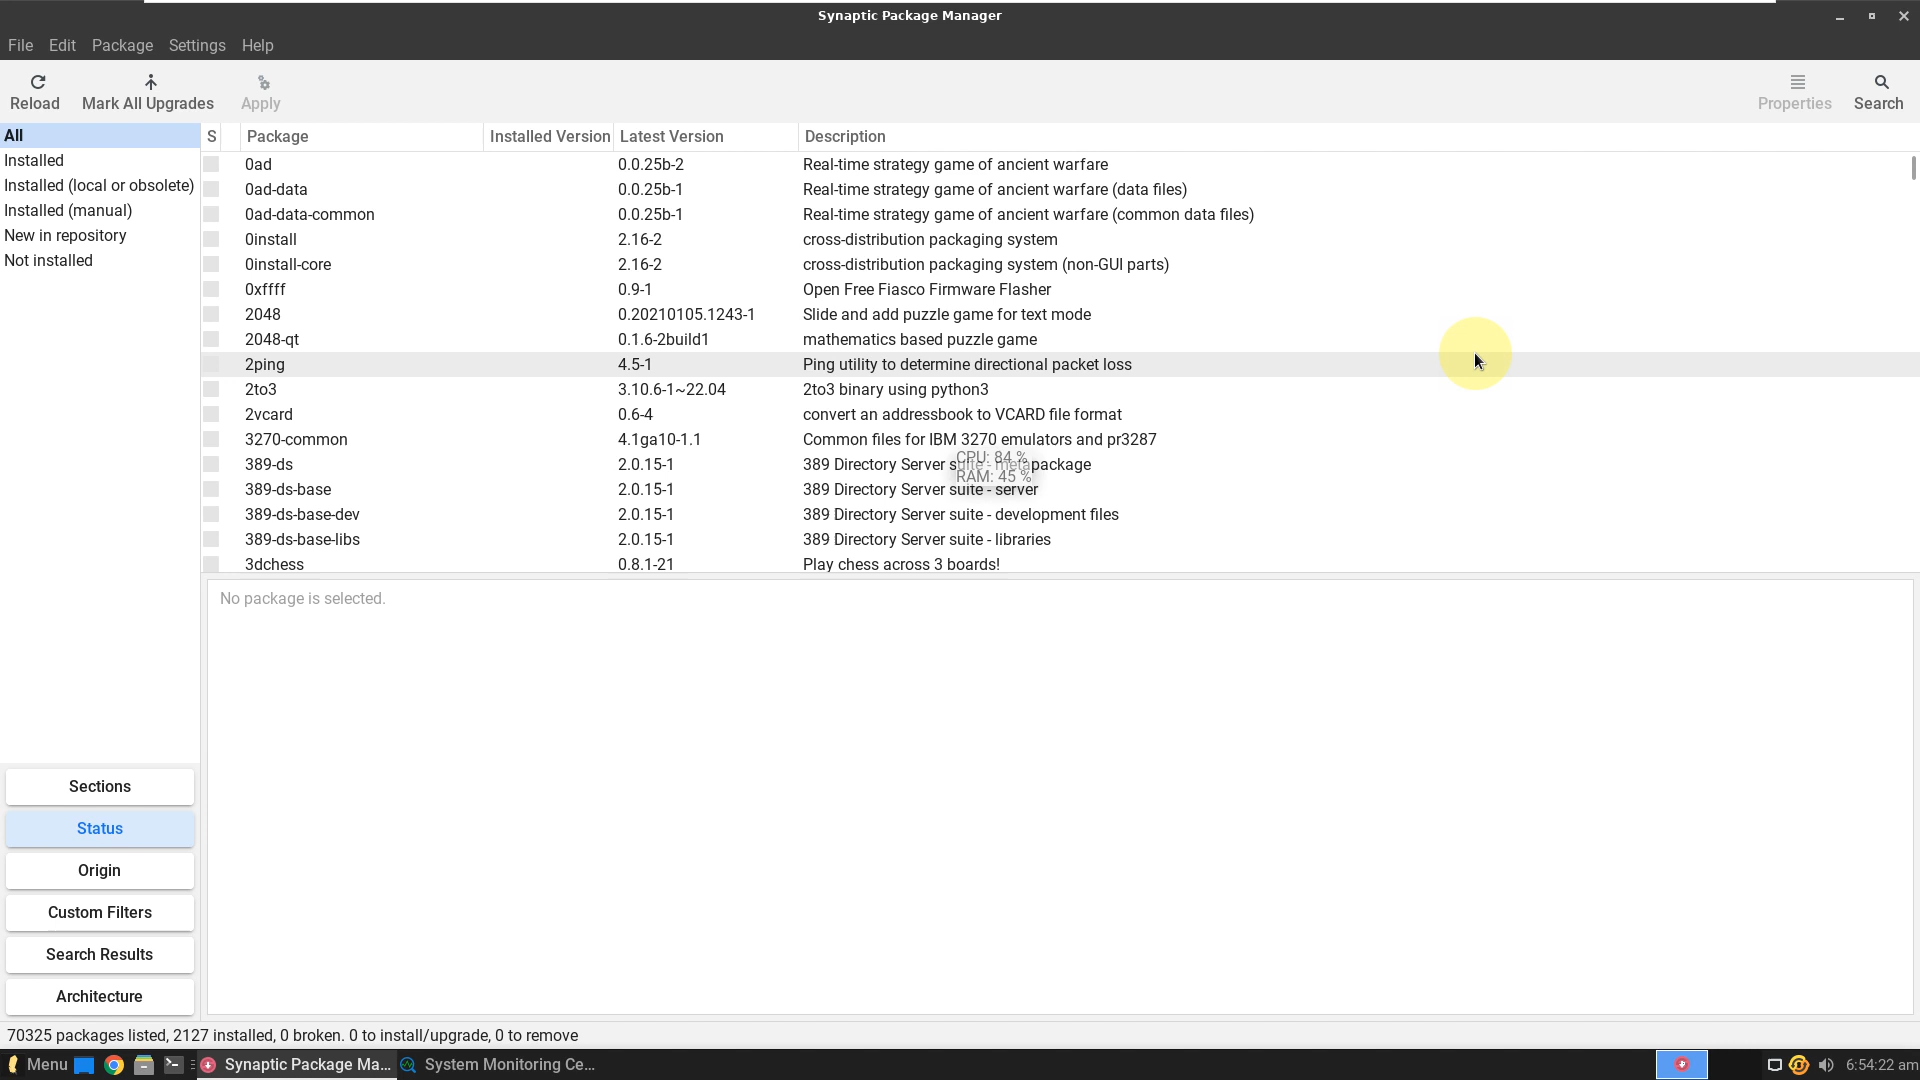 Synaptic Package Manager
File Edit Package Settings Help
Reload Mark All Upgrades Apply Properties Search
All
Installed
Installed (local or obsolete)
Installed (manual)
New in repository
Not installed
S Package Installed Version Latest Version Description
0ad 0.0.25b-2 Real-time strategy game of ancient warfare
0ad-data 0.0.25b-1 Real-time strategy game of ancient warfare (data files)
0ad-data-common 0.0.25b-1 Real-time strategy game of ancient warfare (common data files)
0install 2.16-2 cross-distribution packaging system
0install-core 2.16-2 cross-distribution packaging system (non-GUI parts)
0xffff 0.9-1 Open Free Fiasco Firmware Flasher
2048 0.20210105.1243-1 Slide and add puzzle game for text mode
2048-qt 0.1.6-2build1 mathematics based puzzle game
2ping 4.5-1 Ping utility to determine directional packet loss
2to3 3.10.6-1~22.04 2to3 binary using python3
2vcard 0.6-4 convert an addressbook to VCARD file format
3270-common 4.1ga10-1.1 Common files for IBM 3270 emulators and pr3287
389-ds 2.0.15-1 389 Directory Server suite - metapackage
389-ds-base 2.0.15-1 389 Directory Server suite - server
389-ds-base-dev 2.0.15-1 389 Directory Server suite - development files
389-ds-base-libs 2.0.15-1 389 Directory Server suite - libraries
3dchess 0.8.1-21 Play chess across 3 boards!
CPU: 84 %
RAM: 45 %
No package is selected.
Sections
Status
Origin
Custom Filters
Search Results
Architecture
70325 packages listed, 2127 installed, 0 broken. 0 to install/upgrade, 0 to remove
Menu Synaptic Package Ma... System Monitoring Ce... 6:54:22 am